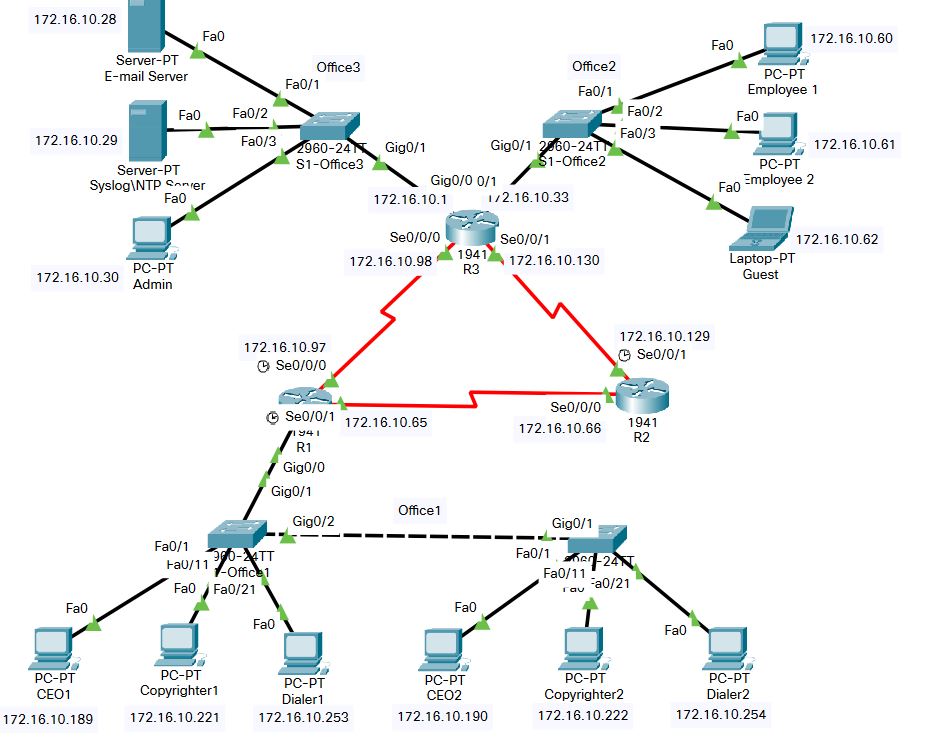 172.16.10.28
Fa0
Server-PT
E-mail Server
Office3
Fa0/1
Fa0
Fa0/2
172.16.10.29
Fa0/3
2960-24TT
S1-Office3
Gig0/1
Server-PT
Syslog\NTP Server
Fa0
172.16.10.30
PC-PT
Admin
Office2
Fa0/1
Fa0
172.16.10.60
PC-PT
Employee 1
Fa0/2
Fa0
Fa0/3
172.16.10.61
Gig0/1
2960-24TT
S1-Office2
PC-PT
Employee 2
Fa0
172.16.10.62
Laptop-PT
Guest
Gig0/0
0/1
172.16.10.1
172.16.10.33
Se0/0/0
Se0/0/1
172.16.10.98
1941
R3
172.16.10.130
172.16.10.97
Se0/0/0
172.16.10.129
Se0/0/1
Se0/0/1
172.16.10.65
1941
R1
Se0/0/0
172.16.10.66
1941
R2
Gig0/0
Gig0/1
Office1
Gig0/2
Gig0/1
Fa0/1
Fa0/11
960-24TT
-Office1
Fa0
Fa0/21
Fa0
Fa0
Fa0/1
2960-24TT
Fa0/11
Fa0/21
Fa0
Fa0
Fa0
PC-PT
CEO1
172.16.10.189
PC-PT
Copyrighter1
172.16.10.221
PC-PT
Dialer1
172.16.10.253
PC-PT
CEO2
172.16.10.190
PC-PT
Copyrighter2
172.16.10.222
PC-PT
Dialer2
172.16.10.254